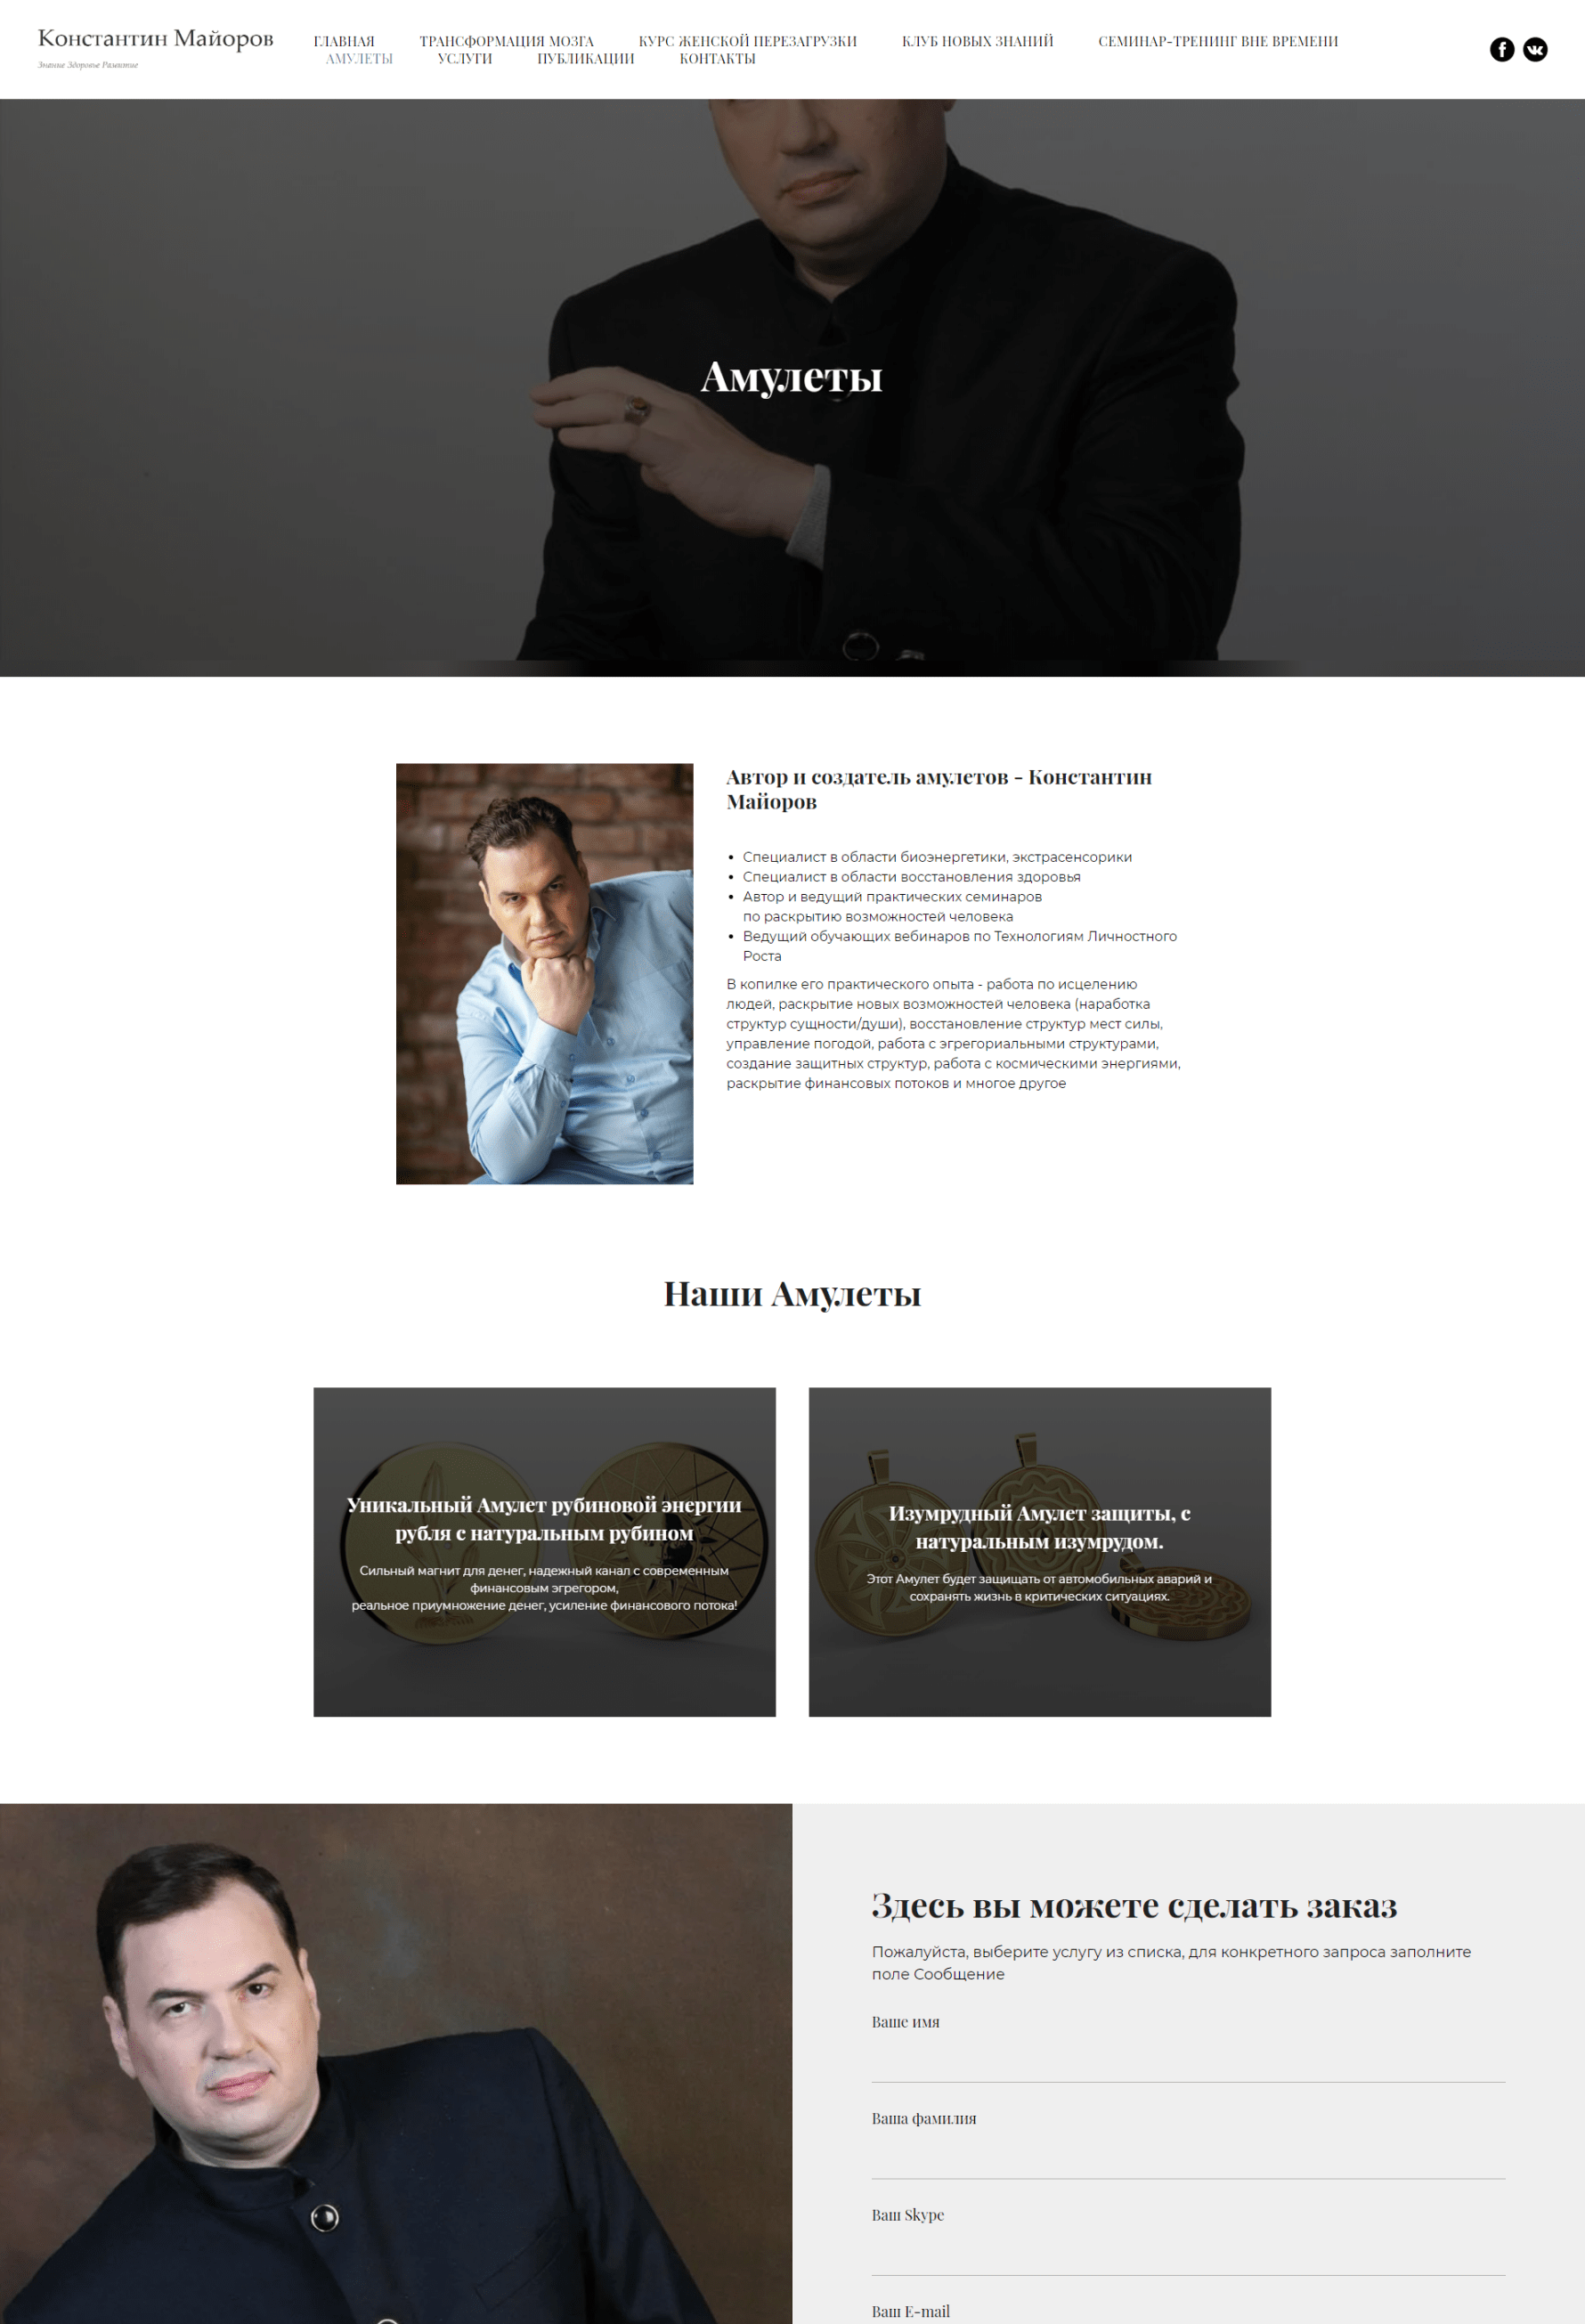 Константин Майоров
Знание Здоровье Развитие
ГЛАВНАЯ ТРАНСФОРМАЦИЯ МОЗГА КУРС ЖЕНСКОЙ ПЕРЕЗАГРУЗКИ КЛУБ НОВЫХ ЗНАНИЙ СЕМИНАР-ТРЕНИНГ ВНЕ ВРЕМЕНИ
АМУЛЕТЫ УСЛУГИ ПУБЛИКАЦИИ КОНТАКТЫ
Амулеты
Автор и создатель амулетов - Константин
Майоров
• Специалист в области биоэнергетики, экстрасенсорики
• Специалист в области восстановления здоровья
• Автор и ведущий практических семинаров
по раскрытию возможностей человека
• Ведущий обучающих вебинаров по Технологиям Личностного
Роста
В копилке его практического опыта - работа по исцелению
людей, раскрытие новых возможностей человека (наработка
структур сущности/души), восстановление структур мест силы,
управление погодой, работа с эгрегориальными структурами,
создание защитных структур, работа с космическими энергиями,
раскрытие финансовых потоков и многое другое
Наши Амулеты
Уникальный Амулет рубиновой энергии
рубля с натуральным рубином
Сильный магнит для денег, надежный канал с современным
финансовым эгрегором,
реальное приумножение денег, усиление финансового потока!
Изумрудный Амулет защиты, с
натуральным изумрудом.
Этот Амулет будет защищать от автомобильных аварий и
сохранять жизнь в критических ситуациях.
Здесь вы можете сделать заказ
Пожалуйста, выберите услугу из списка, для конкретного запроса заполните
поле Сообщение
Ваше имя
Ваша фамилия
Ваш Skype
Ваш E-mail